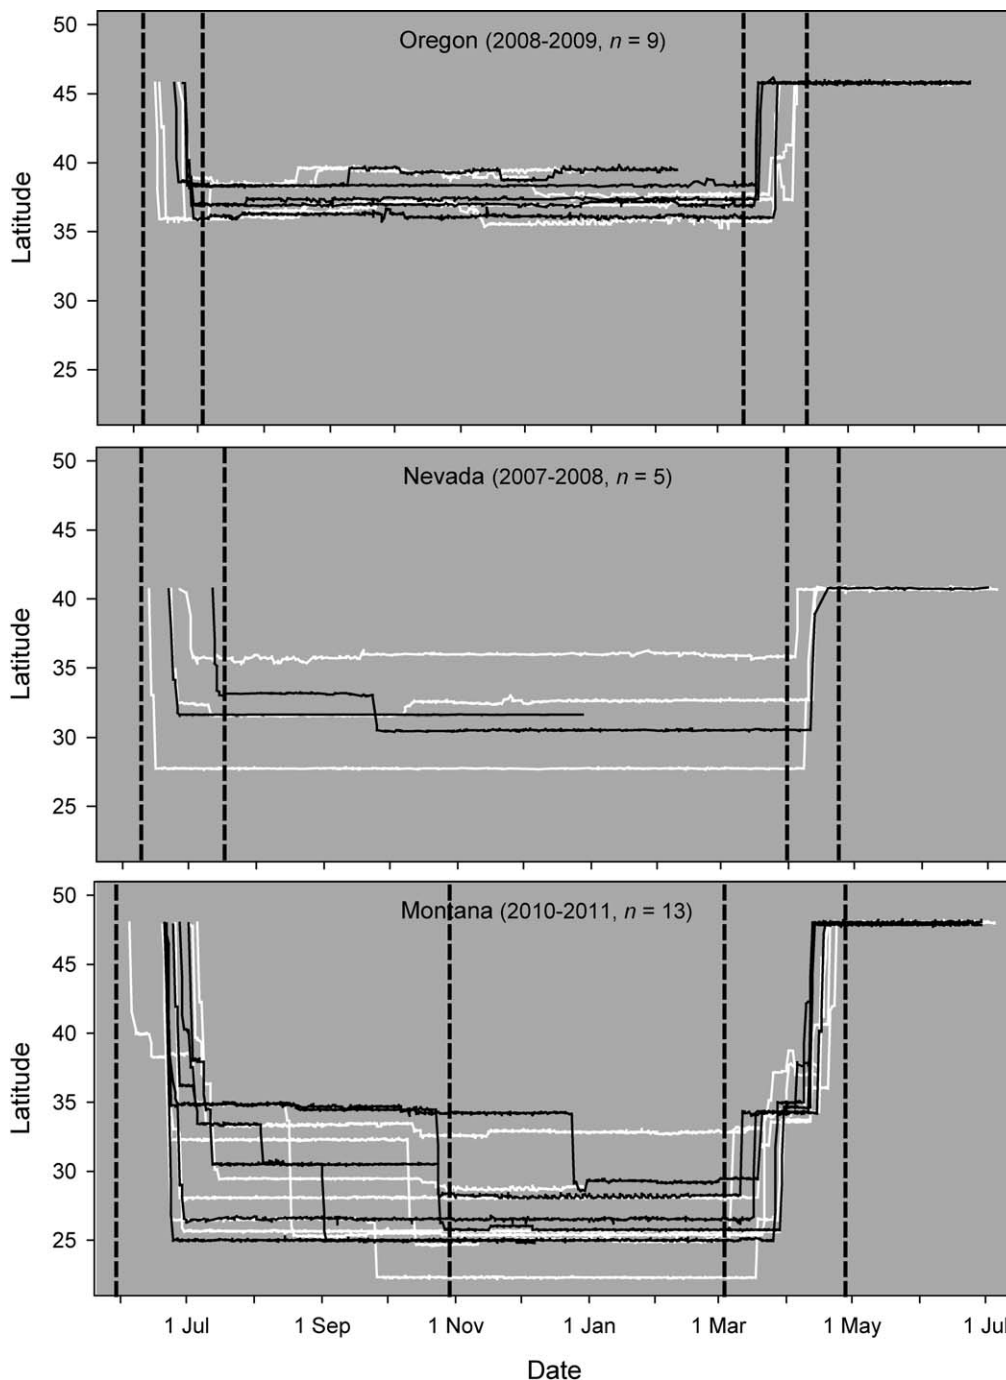 50
Oregon (2008-2009, n = 9)
45
40
Latitude
35
30
25
50
Nevada (2007-2008, n = 5)
45
40
Latitude
35
30
25
50
Montana (2010-2011, n = 13)
45
40
Latitude
35
30
25
1 Jul 1 Sep 1 Nov 1 Jan 1 Mar 1 May 1 Jul
Date